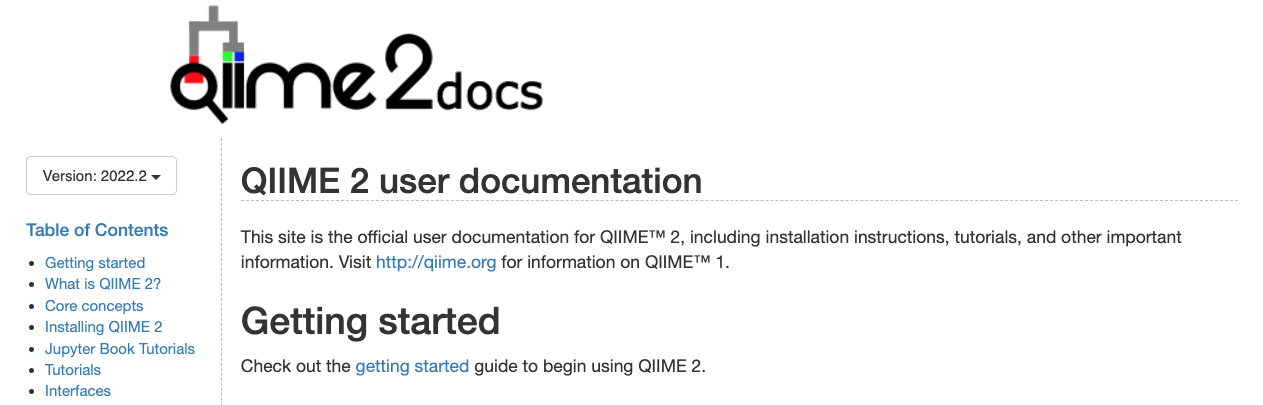 qiime 2 docs
Version: 2022.2
Table of Contents
Getting started
What is QIIME 2?
Core concepts
Installing QIIME 2
Jupyter Book Tutorials
Tutorials
Interfaces
QIIME 2 user documentation
This site is the official user documentation for QIIME™ 2, including installation instructions, tutorials, and other important
information. Visit http://qiime.org for information on QIIME™ 1.
Getting started
Check out the getting started guide to begin using QIIME 2.